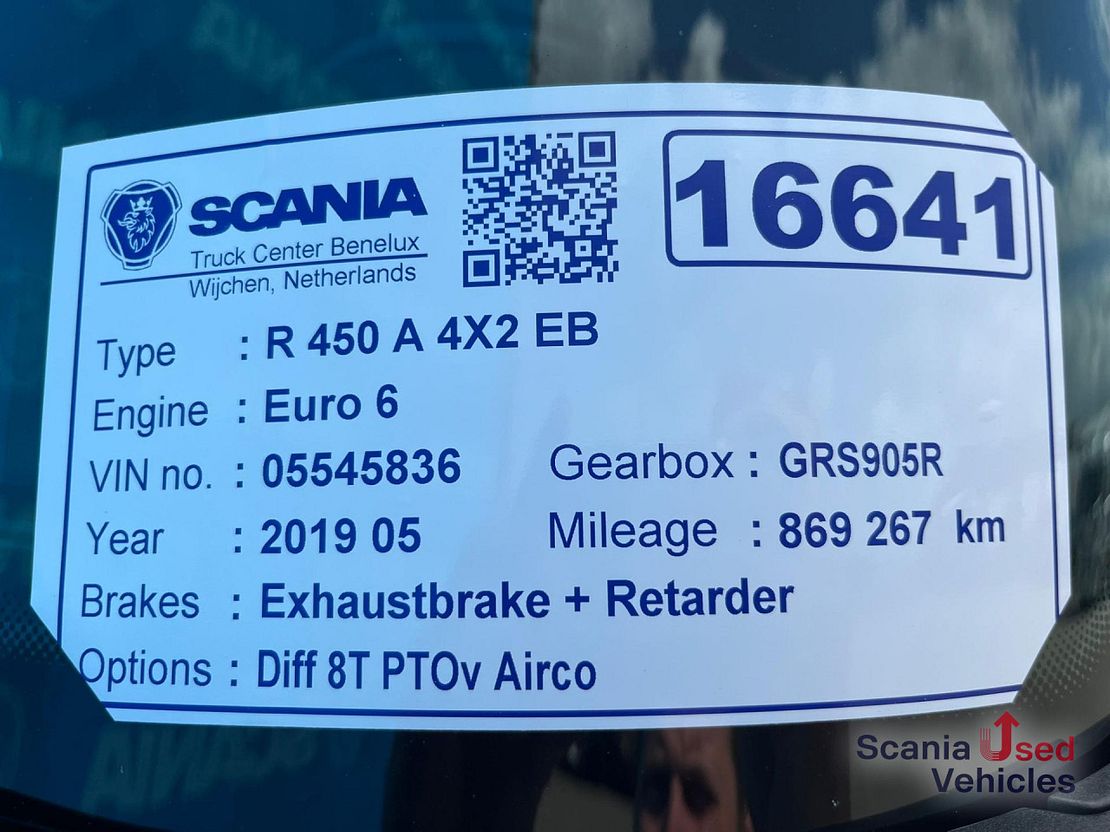 SCANIA
Truck Center Benelux
Wijchen, Netherlands
16641
Type : R 450 A 4X2 EB
Engine : Euro 6
VIN no. : 05545836 Gearbox : GRS905R
Year : 2019 05 Mileage : 869 267 km
Brakes : Exhaustbrake + Retarder
Options : Diff 8T PTOv Airco
Scania Used
Vehicles